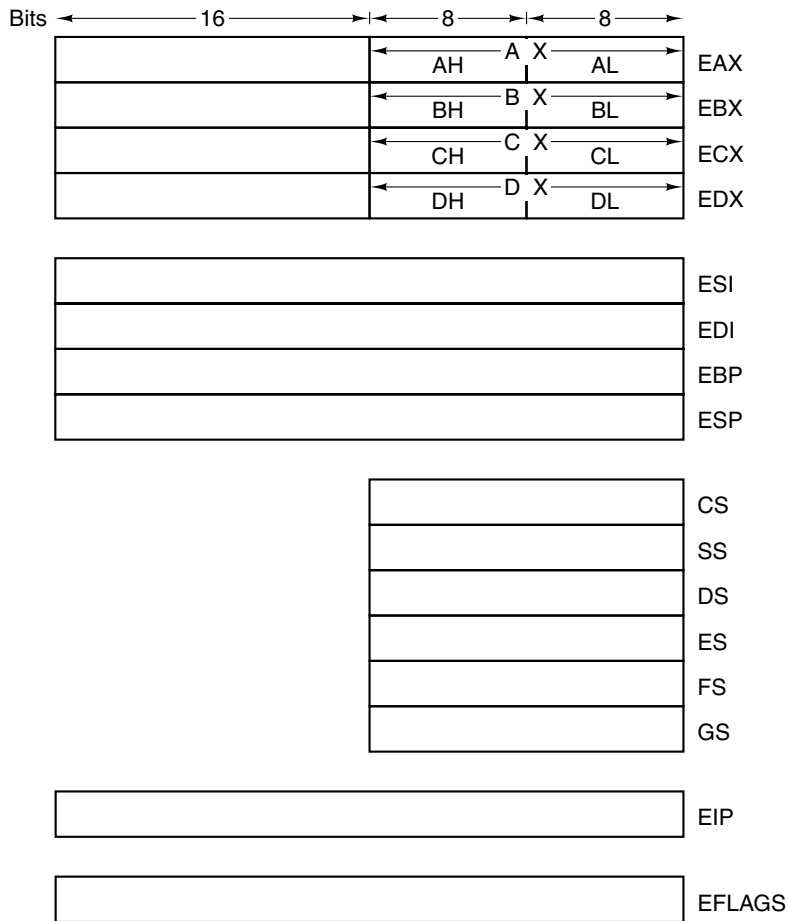 Bits 16 8 8
A X
AH AL EAX
B X
BH BL EBX
C X
CH CL ECX
D X
DH DL EDX
ESI
EDI
EBP
ESP
CS
SS
DS
ES
FS
GS
EIP
EFLAGS